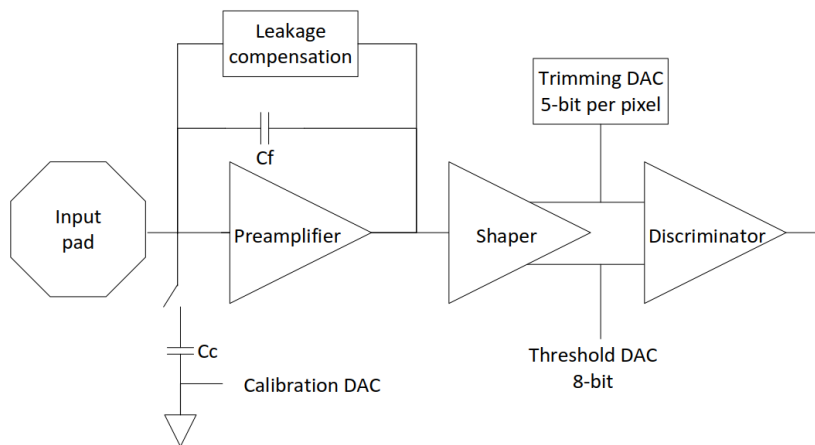 Leakage
compensation
Trimming DAC
5-bit per pixel
Cf
Input
pad
Preamplifier
Shaper
Discriminator
Cc
Threshold DAC
8-bit
Calibration DAC